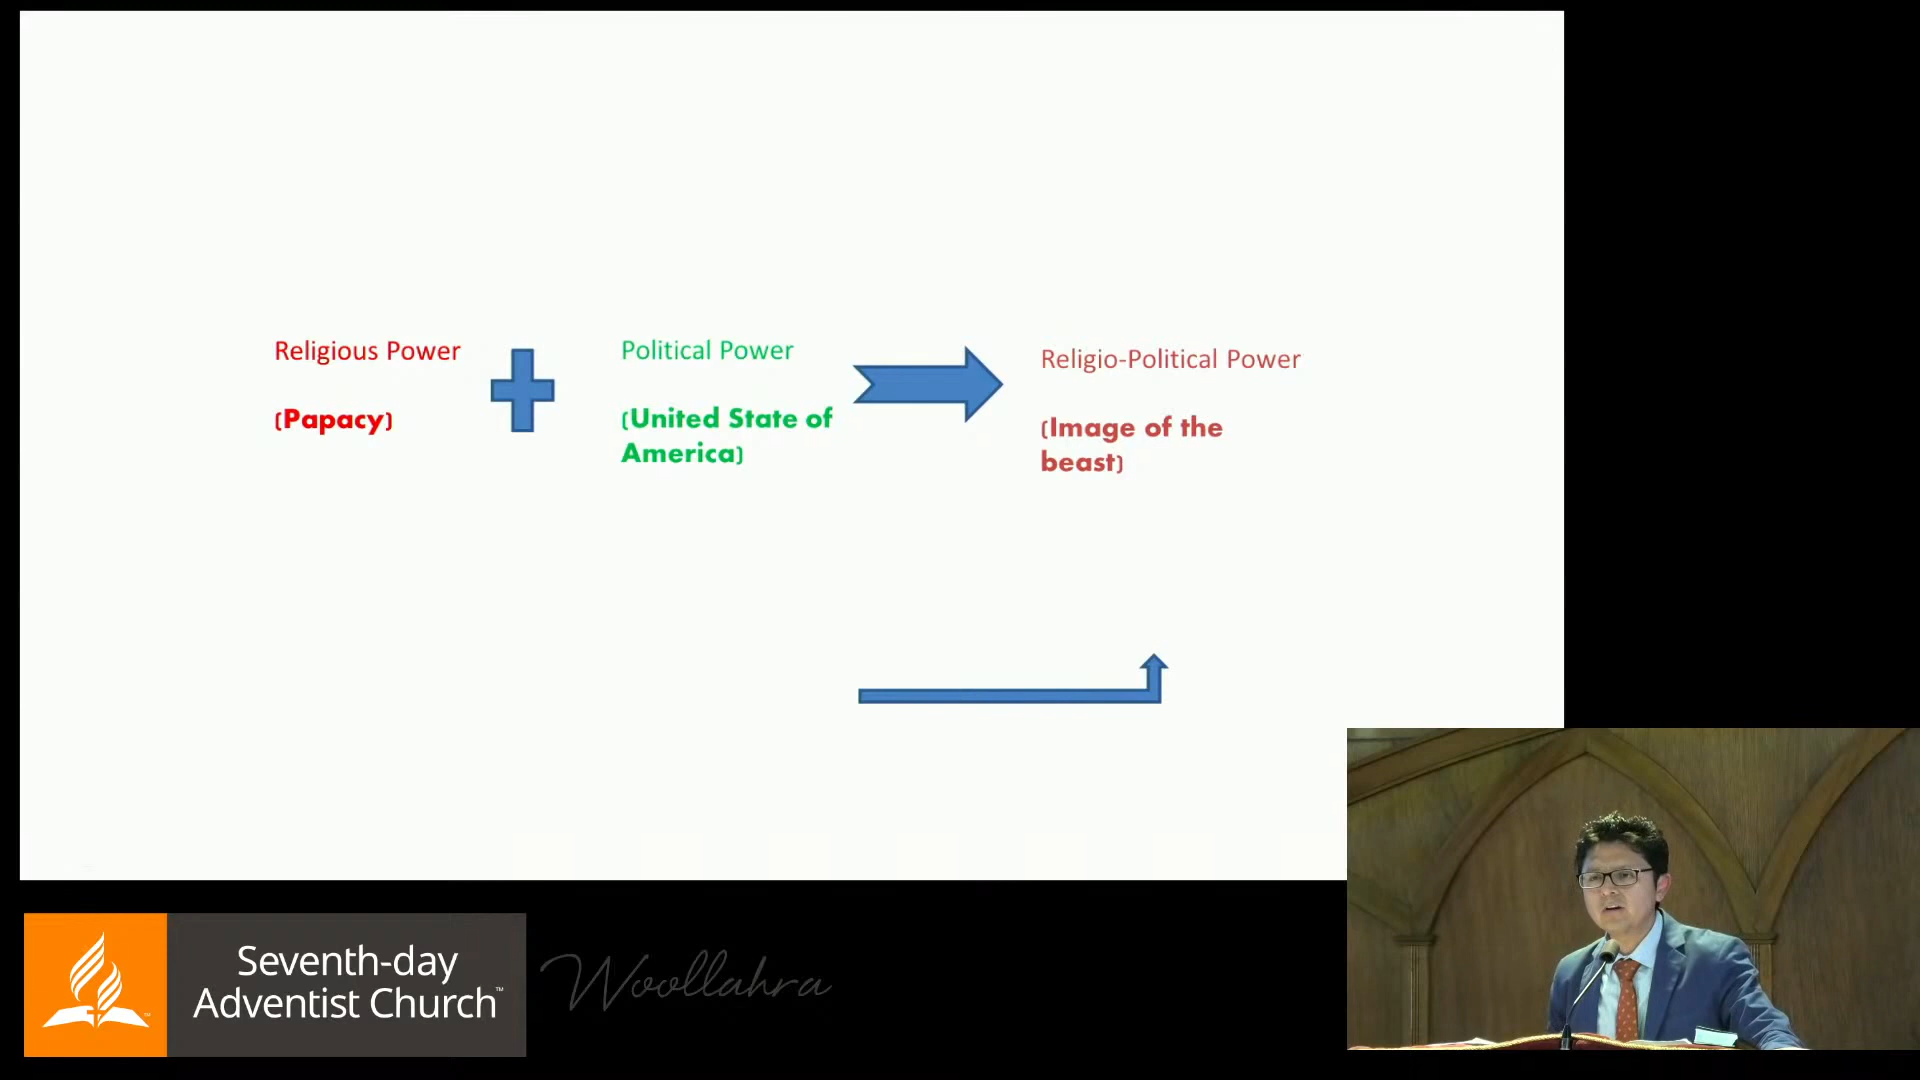 Religious Power
(Papacy)
Political Power
(United State of
America)
Religio-Political Power
(Image of the
beast)
Seventh-day
Adventist Church™
Woollahra